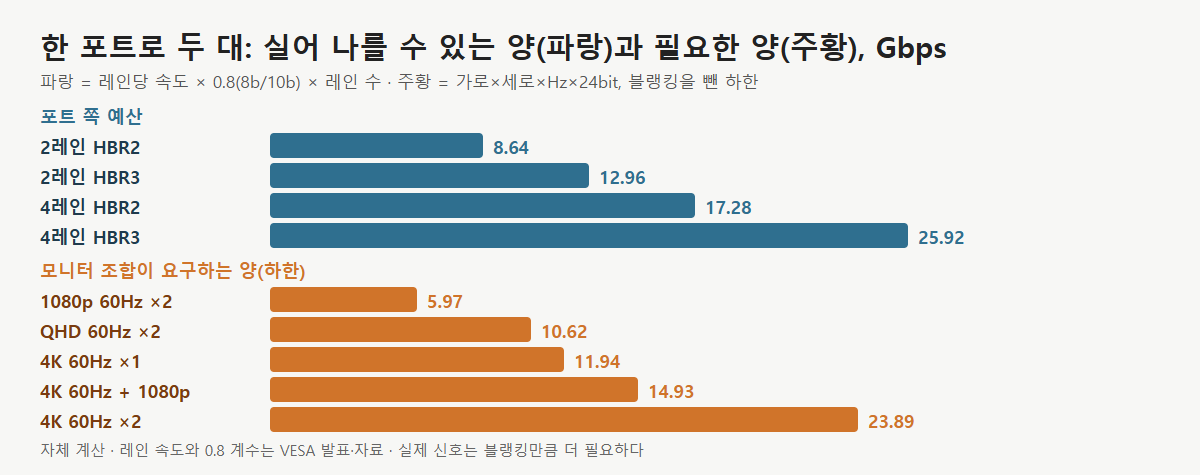 한 포트로 두 대: 실어 나를 수 있는 양(파랑)과 필요한 양(주황), Gbps
파랑 = 레인당 속도 × 0.8(8b/10b) × 레인 수 · 주황 = 가로×세로×Hz×24bit, 블랭킹을 뺀 하한
포트 쪽 예산
2레인 HBR2 8.64
2레인 HBR3 12.96
4레인 HBR2 17.28
4레인 HBR3 25.92
모니터 조합이 요구하는 양(하한)
1080p 60Hz ×2 5.97
QHD 60Hz ×2 10.62
4K 60Hz ×1 11.94
4K 60Hz + 1080p 14.93
4K 60Hz ×2 23.89
자체 계산 · 레인 속도와 0.8 계수는 VESA 발표·자료 · 실제 신호는 블랭킹만큼 더 필요하다